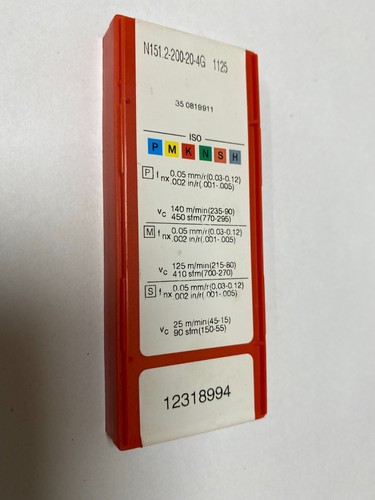 N151.2-200-20-4G 1125
35 0819911
ISO
P M K N S H
P f nx 0.05 mm/r(0.03-0.12)
.002 in/r(.001-.005)
vc 140 m/min(235-90)
450 sfm(770-295)
M f nx 0.05 mm/r(0.03-0.12)
.002 in/r(.001-.005)
vc 125 m/min(215-80)
410 sfm(700-270)
S f nx 0.05 mm/r(0.03-0.12)
.002 in/r(.001-.005)
vc 25 m/min(45-15)
90 sfm(150-55)
12318994